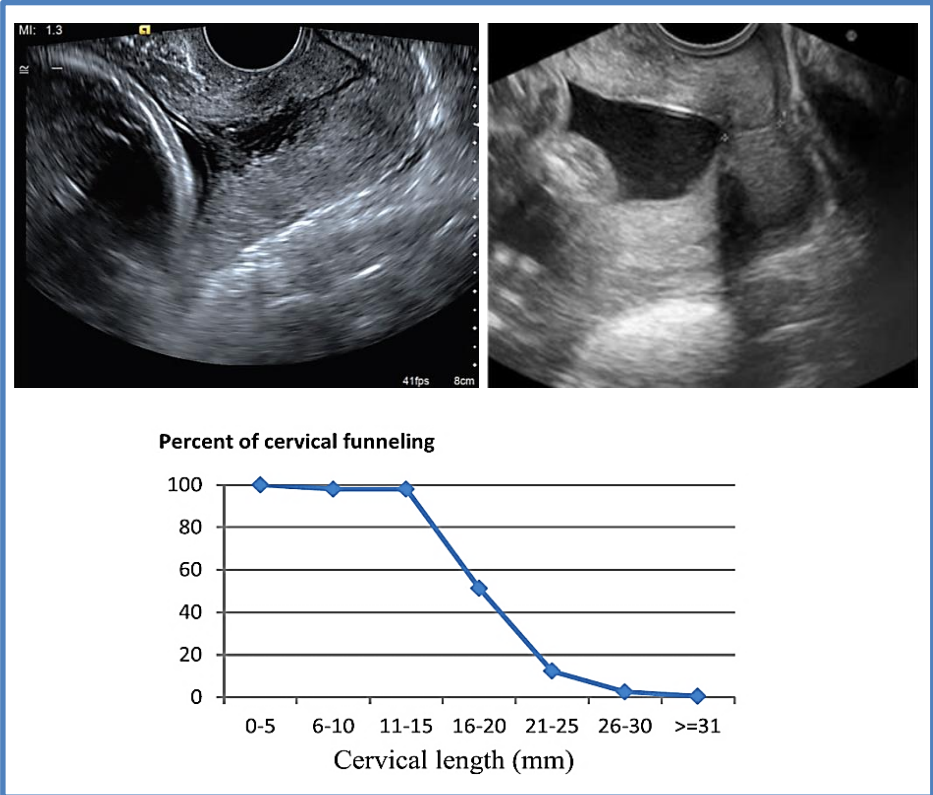 MI: 1.3
41fps 8cm
Percent of cervical funneling
100
80
60
40
20
0
0-5 6-10 11-15 16-20 21-25 26-30 >=31
Cervical length (mm)